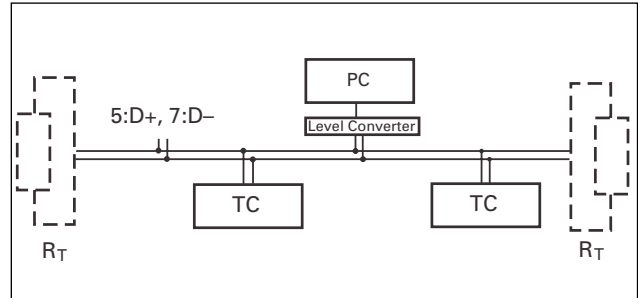 PC
5:D+, 7:D–
Level Converter
TC
TC
RT
RT